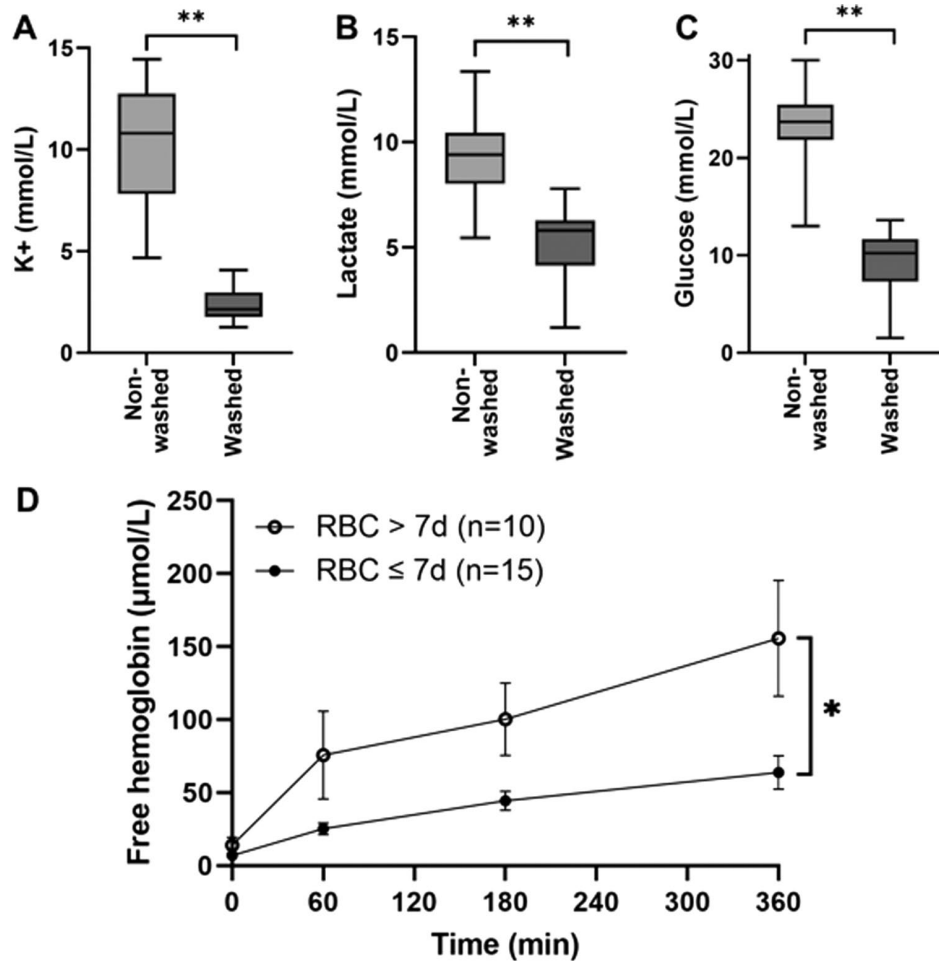 A
**
K+ (mmol/L)
15
10
5
0
Non-
washed
Washed
B
**
Lactate (mmol/L)
15
10
5
0
Non-
washed
Washed
C
**
Glucose (mmol/L)
30
20
10
0
Non-
washed
Washed
D
Free hemoglobin (µmol/L)
250
200
150
100
50
0
RBC > 7d (n=10)
RBC ≤ 7d (n=15)
*
0 60 120 180 240 300 360
Time (min)